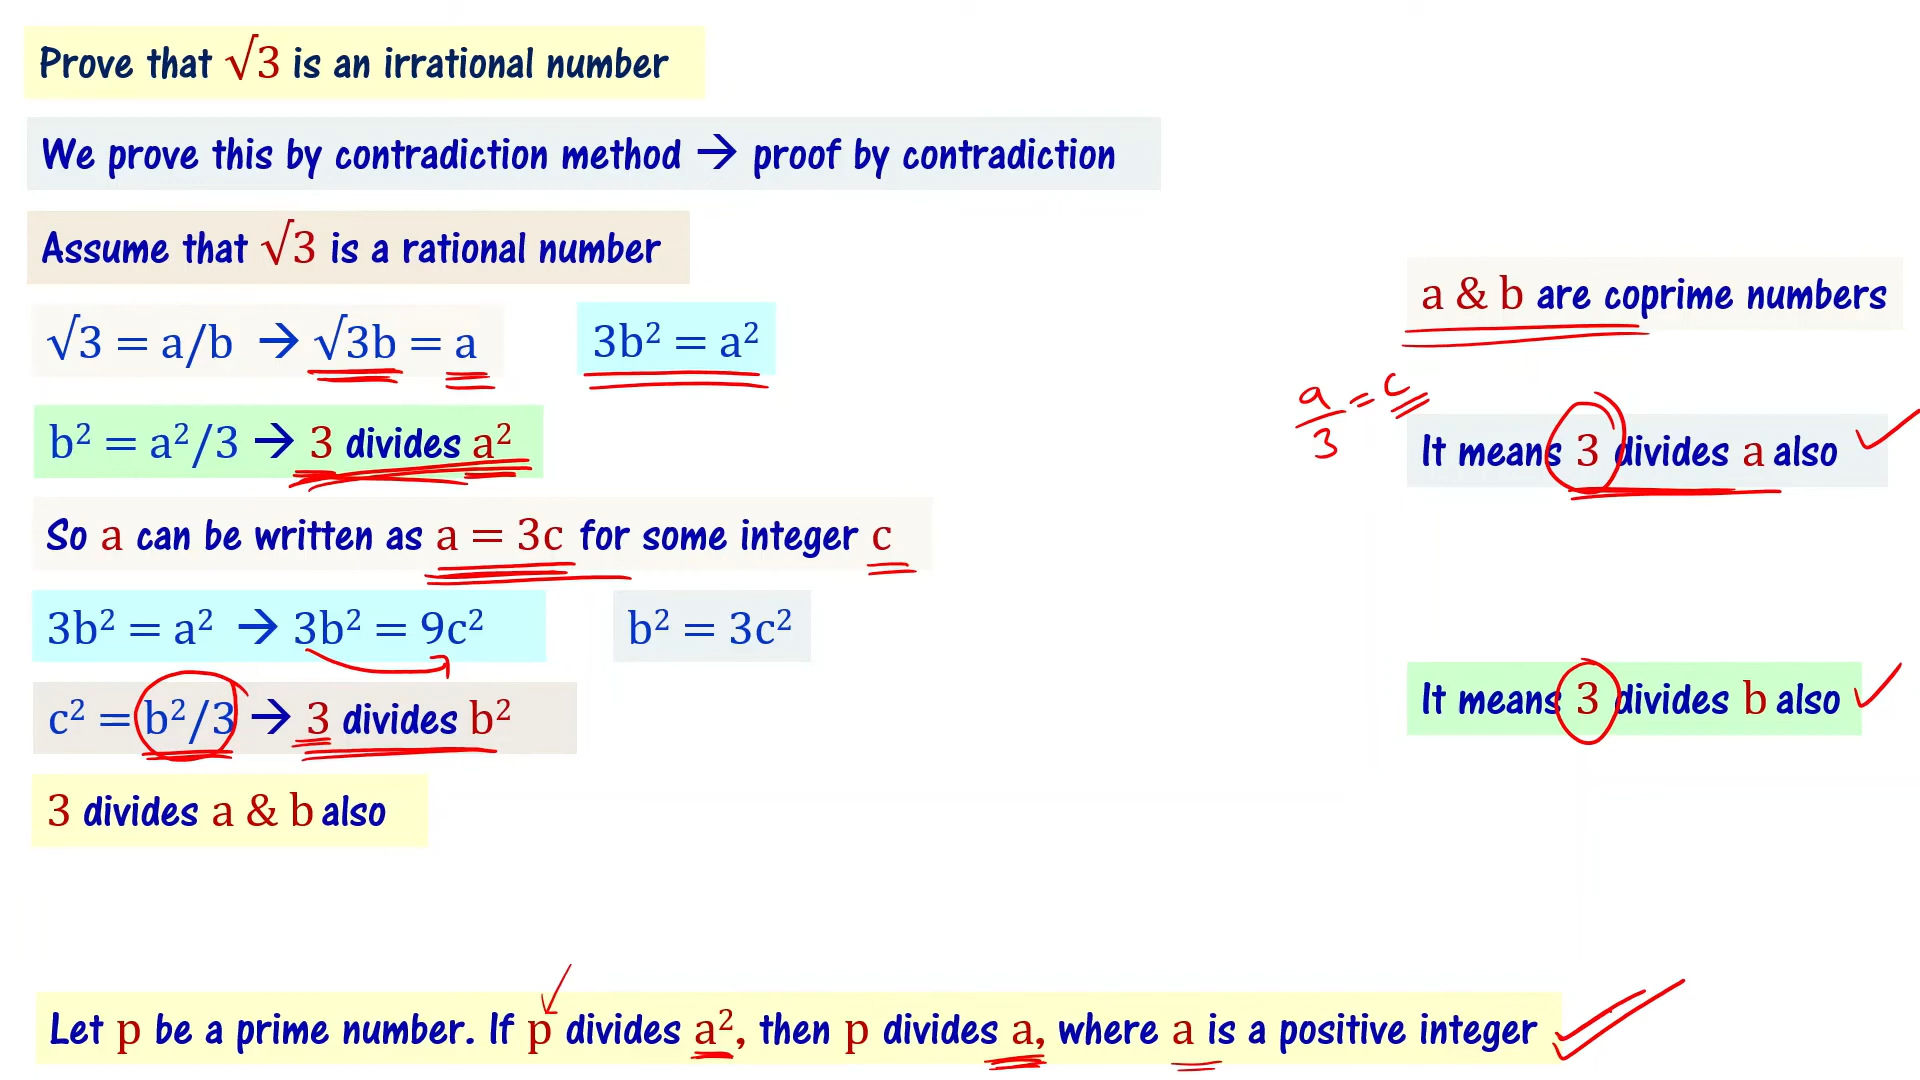 Prove that √3 is an irrational number
We prove this by contradiction method → proof by contradiction
Assume that √3 is a rational number
a & b are coprime numbers
√3 = a/b → √3b = a
3b² = a²
a/3 = c
b² = a²/3 → 3 divides a²
It means 3 divides a also
So a can be written as a = 3c for some integer c
3b² = a² → 3b² = 9c²
b² = 3c²
c² = b²/3 → 3 divides b²
It means 3 divides b also
3 divides a & b also
Let p be a prime number. If p divides a², then p divides a, where a is a positive integer